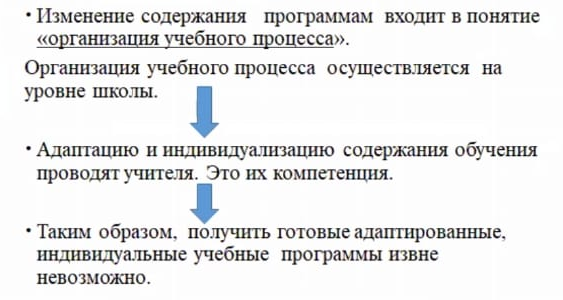 • Изменение содержания программам входит в понятие
«организация учебного процесса».
Организация учебного процесса осуществляется на
уровне школы.
• Адаптацию и индивидуализацию содержания обучения
проводят учителя. Это их компетенция.
• Таким образом, получить готовые адаптированные,
индивидуальные учебные программы извне
невозможно.